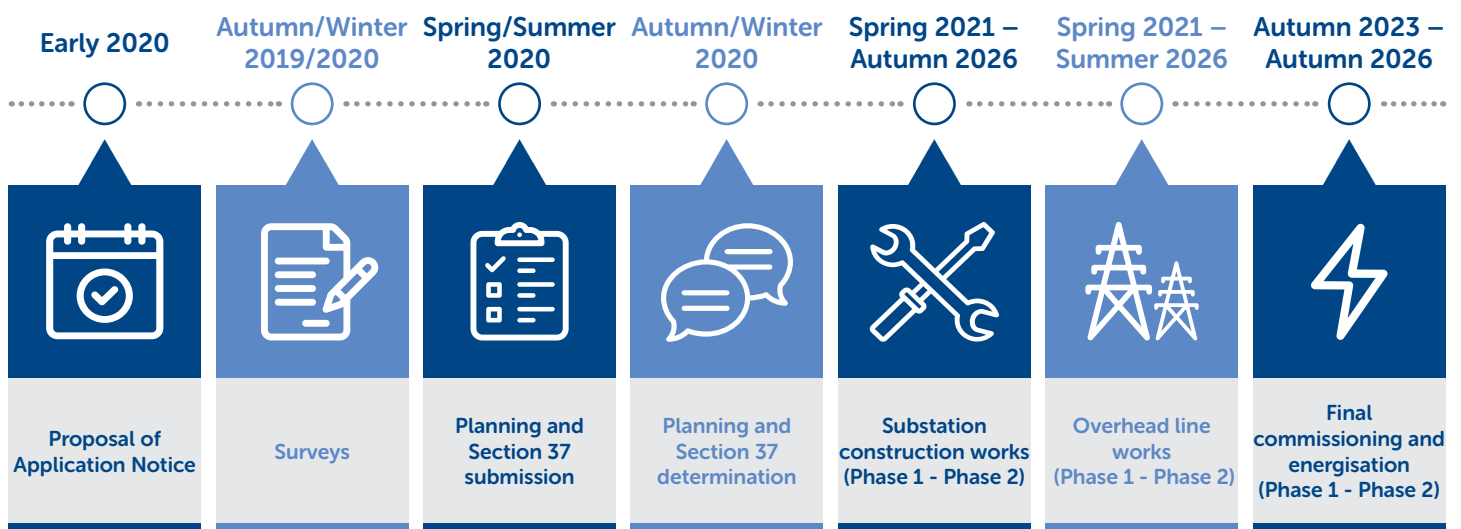 Early 2020
Autumn/Winter
2019/2020
Spring/Summer
2020
Autumn/Winter
2020
Spring 2021 –
Autumn 2026
Spring 2021 –
Summer 2026
Autumn 2023 –
Autumn 2026
Proposal of
Application Notice
Surveys
Planning and
Section 37
submission
Planning and
Section 37
determination
Substation
construction works
(Phase 1 - Phase 2)
Overhead line
works
(Phase 1 - Phase 2)
Final
commissioning and
energisation
(Phase 1 - Phase 2)